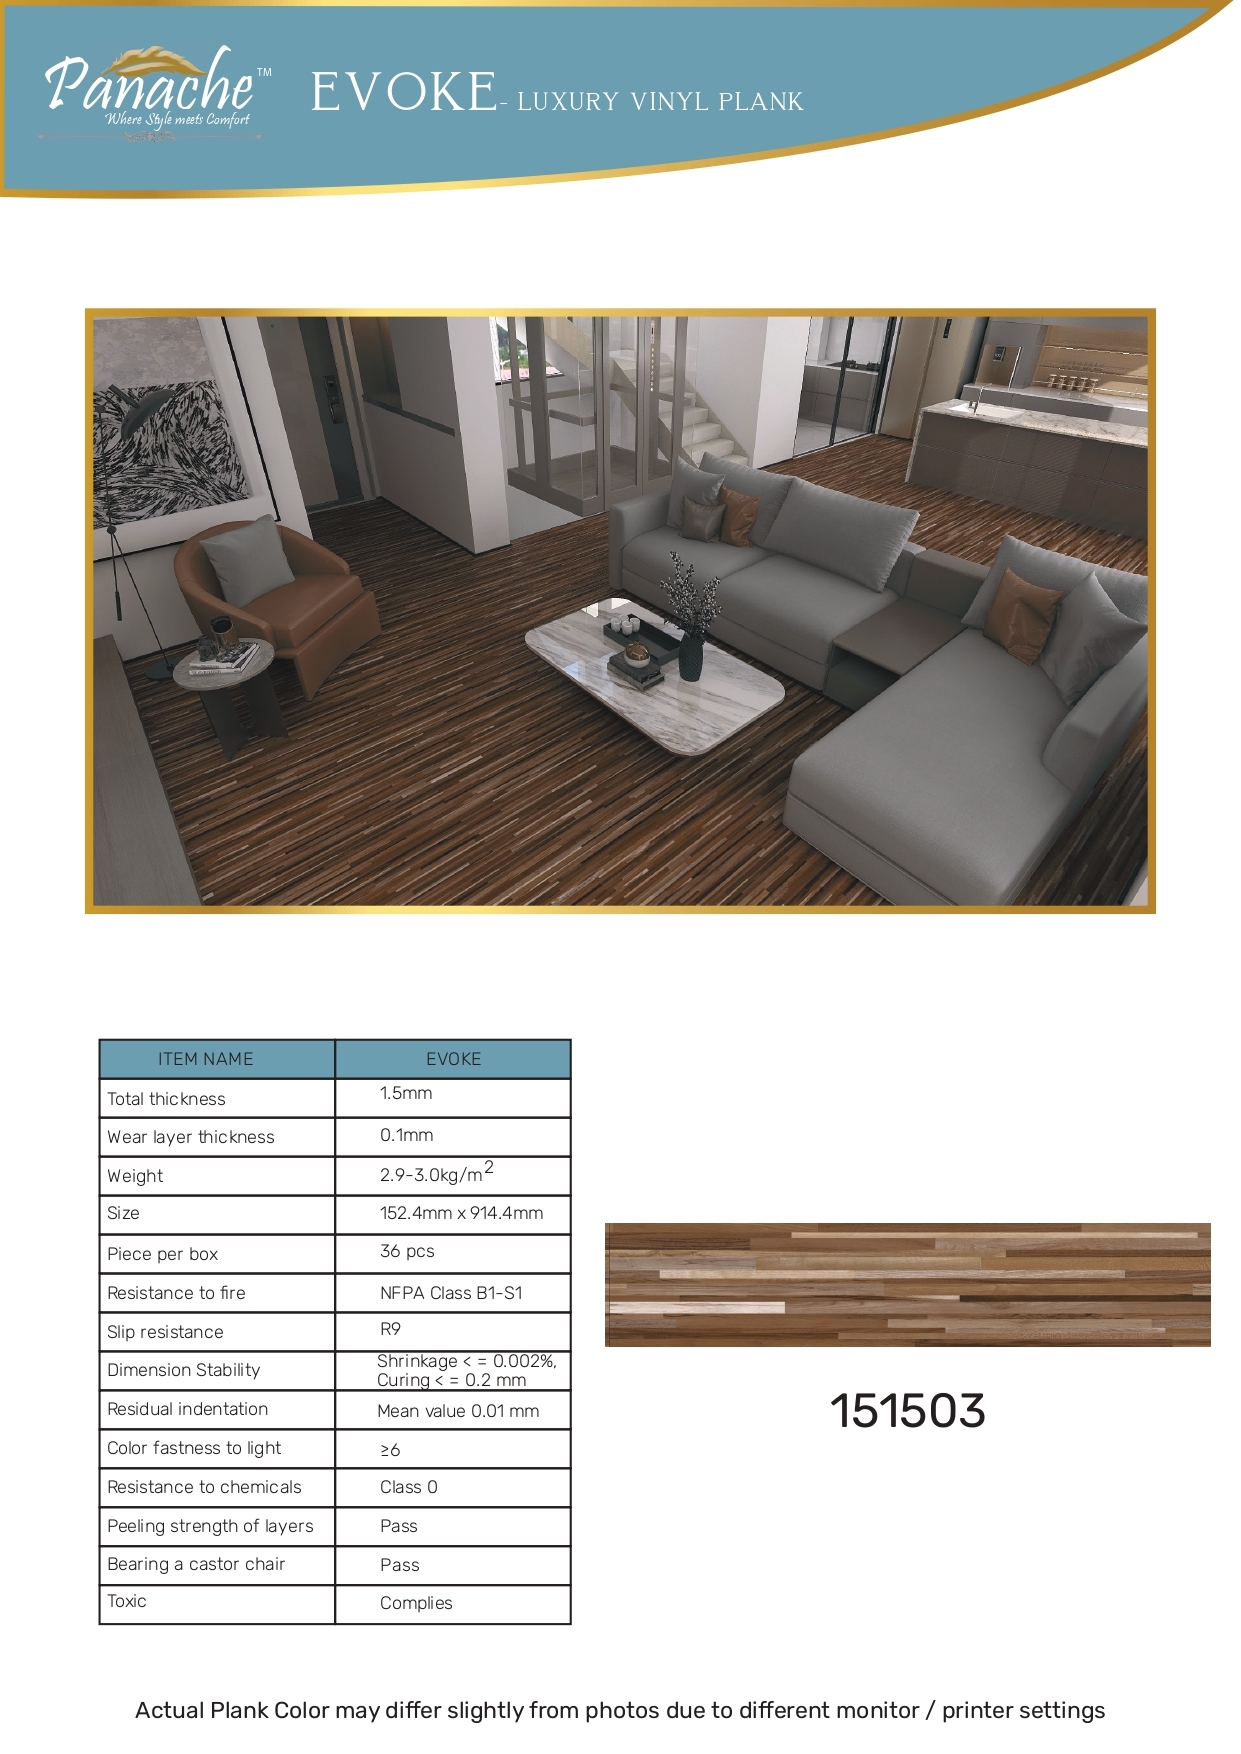 Panache™
Where Style meets Comfort
EVOKE - LUXURY VINYL PLANK
ITEM NAME EVOKE
Total thickness 1.5mm
Wear layer thickness 0.1mm
Weight 2.9-3.0kg/m²
Size 152.4mm x 914.4mm
Piece per box 36 pcs
Resistance to fire NFPA Class B1-S1
Slip resistance R9
Dimension Stability Shrinkage < = 0.002%,
Curing < = 0.2 mm
Residual indentation Mean value 0.01 mm
Color fastness to light ≥6
Resistance to chemicals Class 0
Peeling strength of layers Pass
Bearing a castor chair Pass
Toxic Complies
151503
Actual Plank Color may differ slightly from photos due to different monitor / printer settings